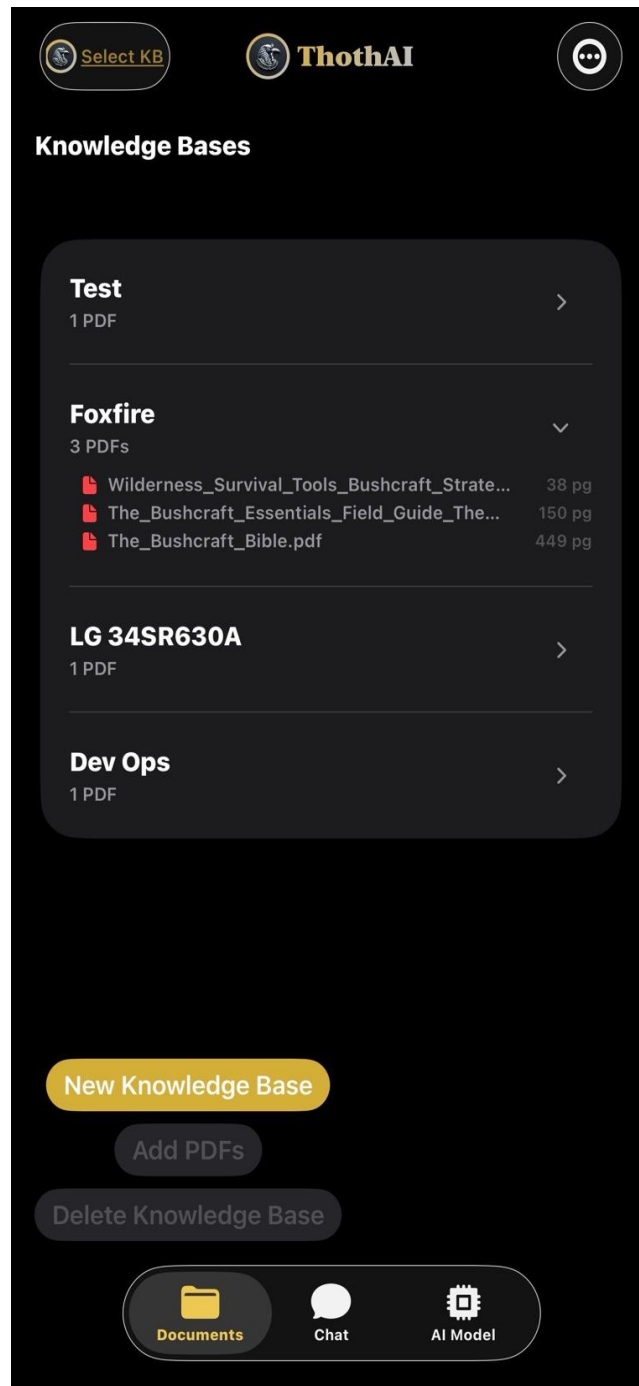 Select KB
ThothAI
Knowledge Bases
Test
1 PDF
Foxfire
3 PDFs
Wilderness_Survival_Tools_Bushcraft_Strate... 38 pg
The_Bushcraft_Essentials_Field_Guide_The... 150 pg
The_Bushcraft_Bible.pdf 449 pg
LG 34SR630A
1 PDF
Dev Ops
1 PDF
New Knowledge Base
Add PDFs
Delete Knowledge Base
Documents Chat AI Model